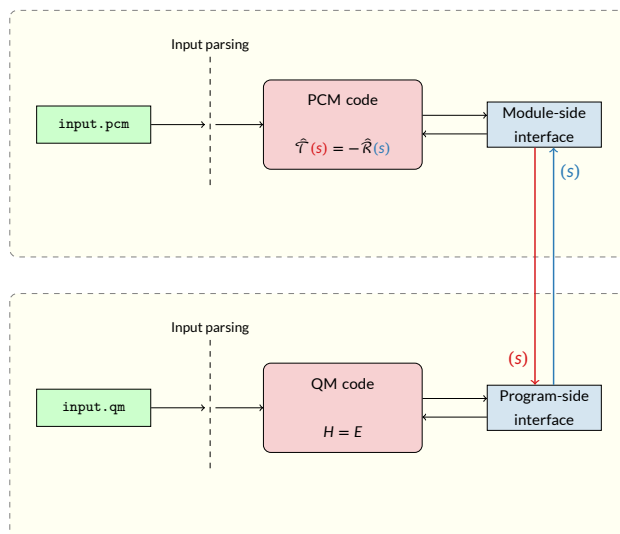 Input parsing
input.pcm
PCM code
𝒯̂(s) = −ℛ̂(s)
Module-side
interface
(s)
(s)
Input parsing
input.qm
QM code
H = E
Program-side
interface